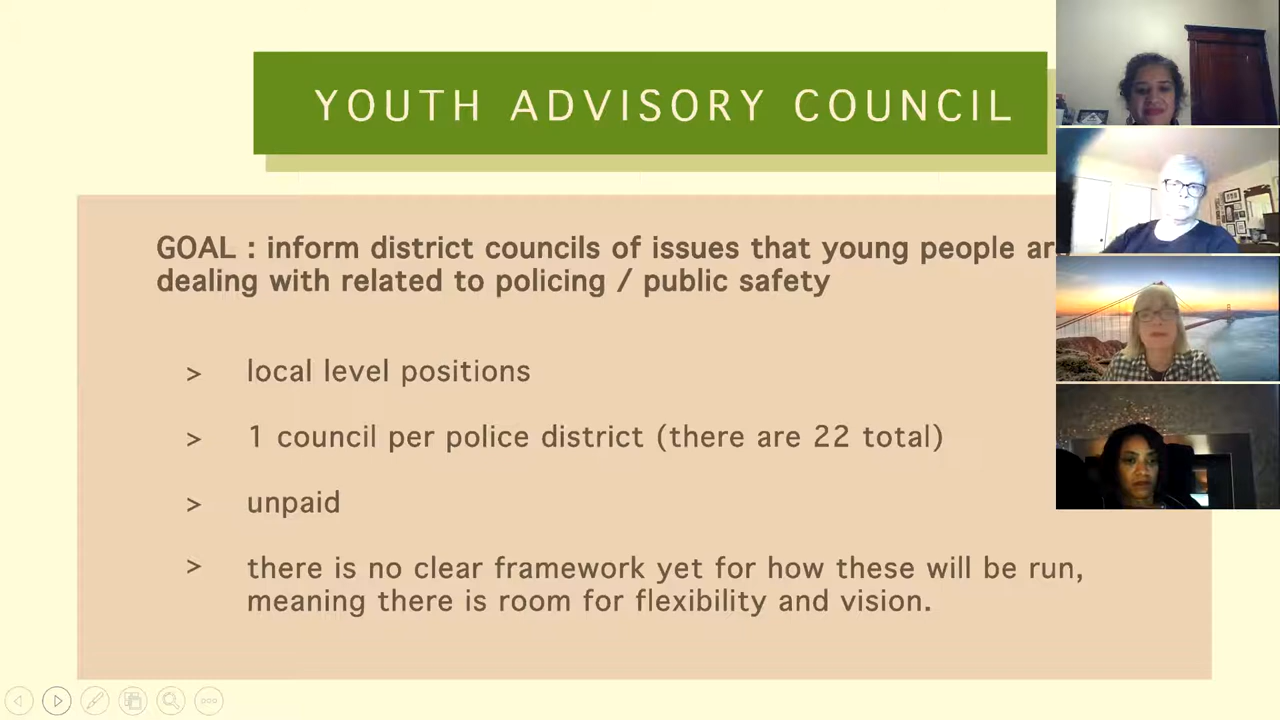 YOUTH ADVISORY COUNCIL
GOAL : inform district councils of issues that young people ar
dealing with related to policing / public safety
> local level positions
> 1 council per police district (there are 22 total)
> unpaid
> there is no clear framework yet for how these will be run,
meaning there is room for flexibility and vision.